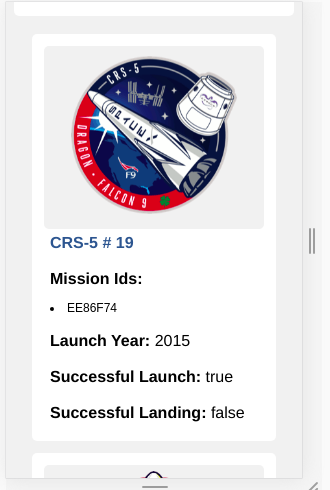 CRS-5
SPACEX
F9
DRAGON • FALCON 9
CRS-5 # 19
Mission Ids:
• EE86F74
Launch Year: 2015
Successful Launch: true
Successful Landing: false